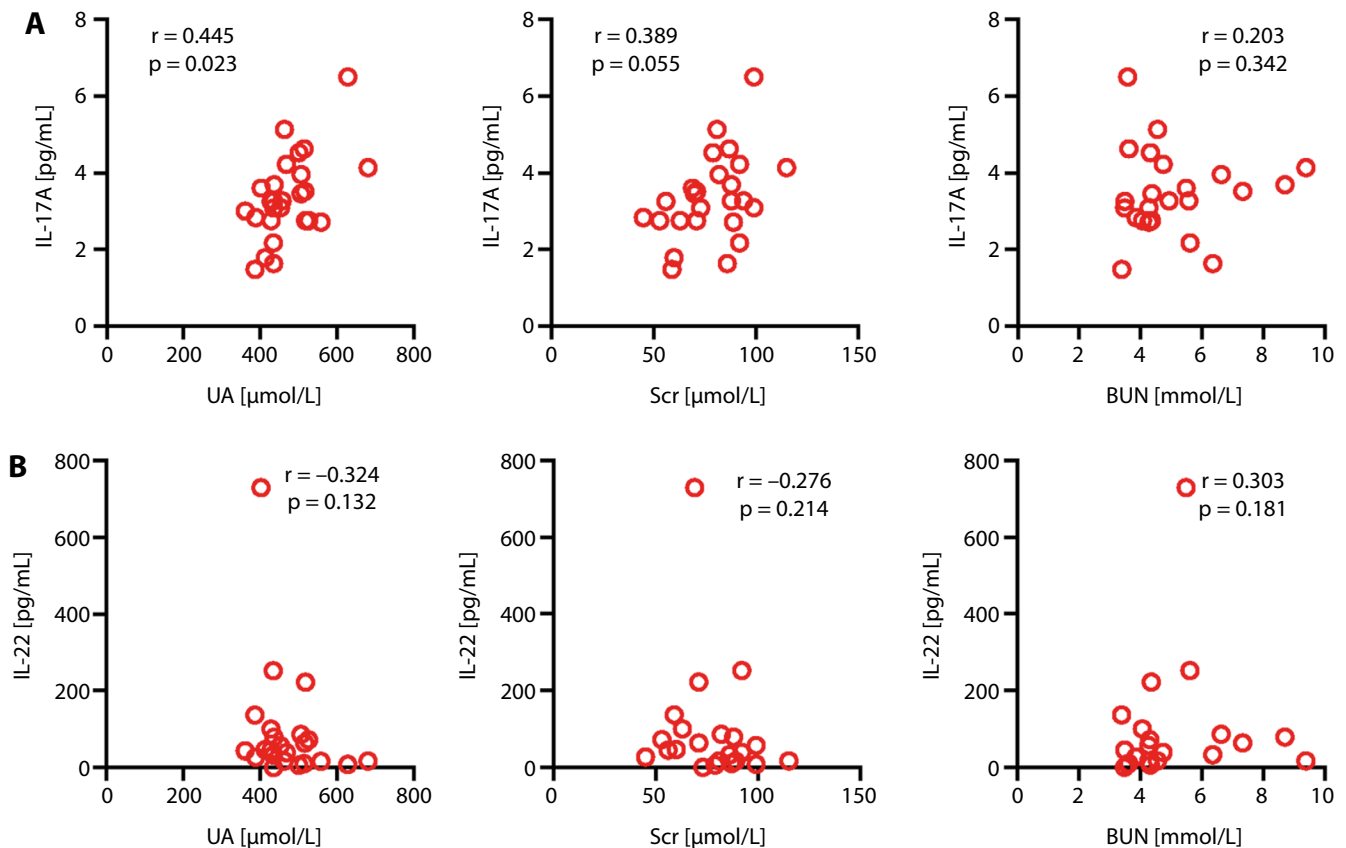 A
r = 0.445
p = 0.023
IL-17A [pg/mL]
8
6
4
2
0
0 200 400 600 800
UA [µmol/L]
r = 0.389
p = 0.055
IL-17A [pg/mL]
8
6
4
2
0
0 50 100 150
Scr [µmol/L]
r = 0.203
p = 0.342
IL-17A [pg/mL]
8
6
4
2
0
0 2 4 6 8 10
BUN [mmol/L]
B
r = –0.324
p = 0.132
IL-22 [pg/mL]
800
600
400
200
0
0 200 400 600 800
UA [µmol/L]
r = –0.276
p = 0.214
IL-22 [pg/mL]
800
600
400
200
0
0 50 100 150
Scr [µmol/L]
r = 0.303
p = 0.181
IL-22 [pg/mL]
800
600
400
200
0
0 2 4 6 8 10
BUN [mmol/L]